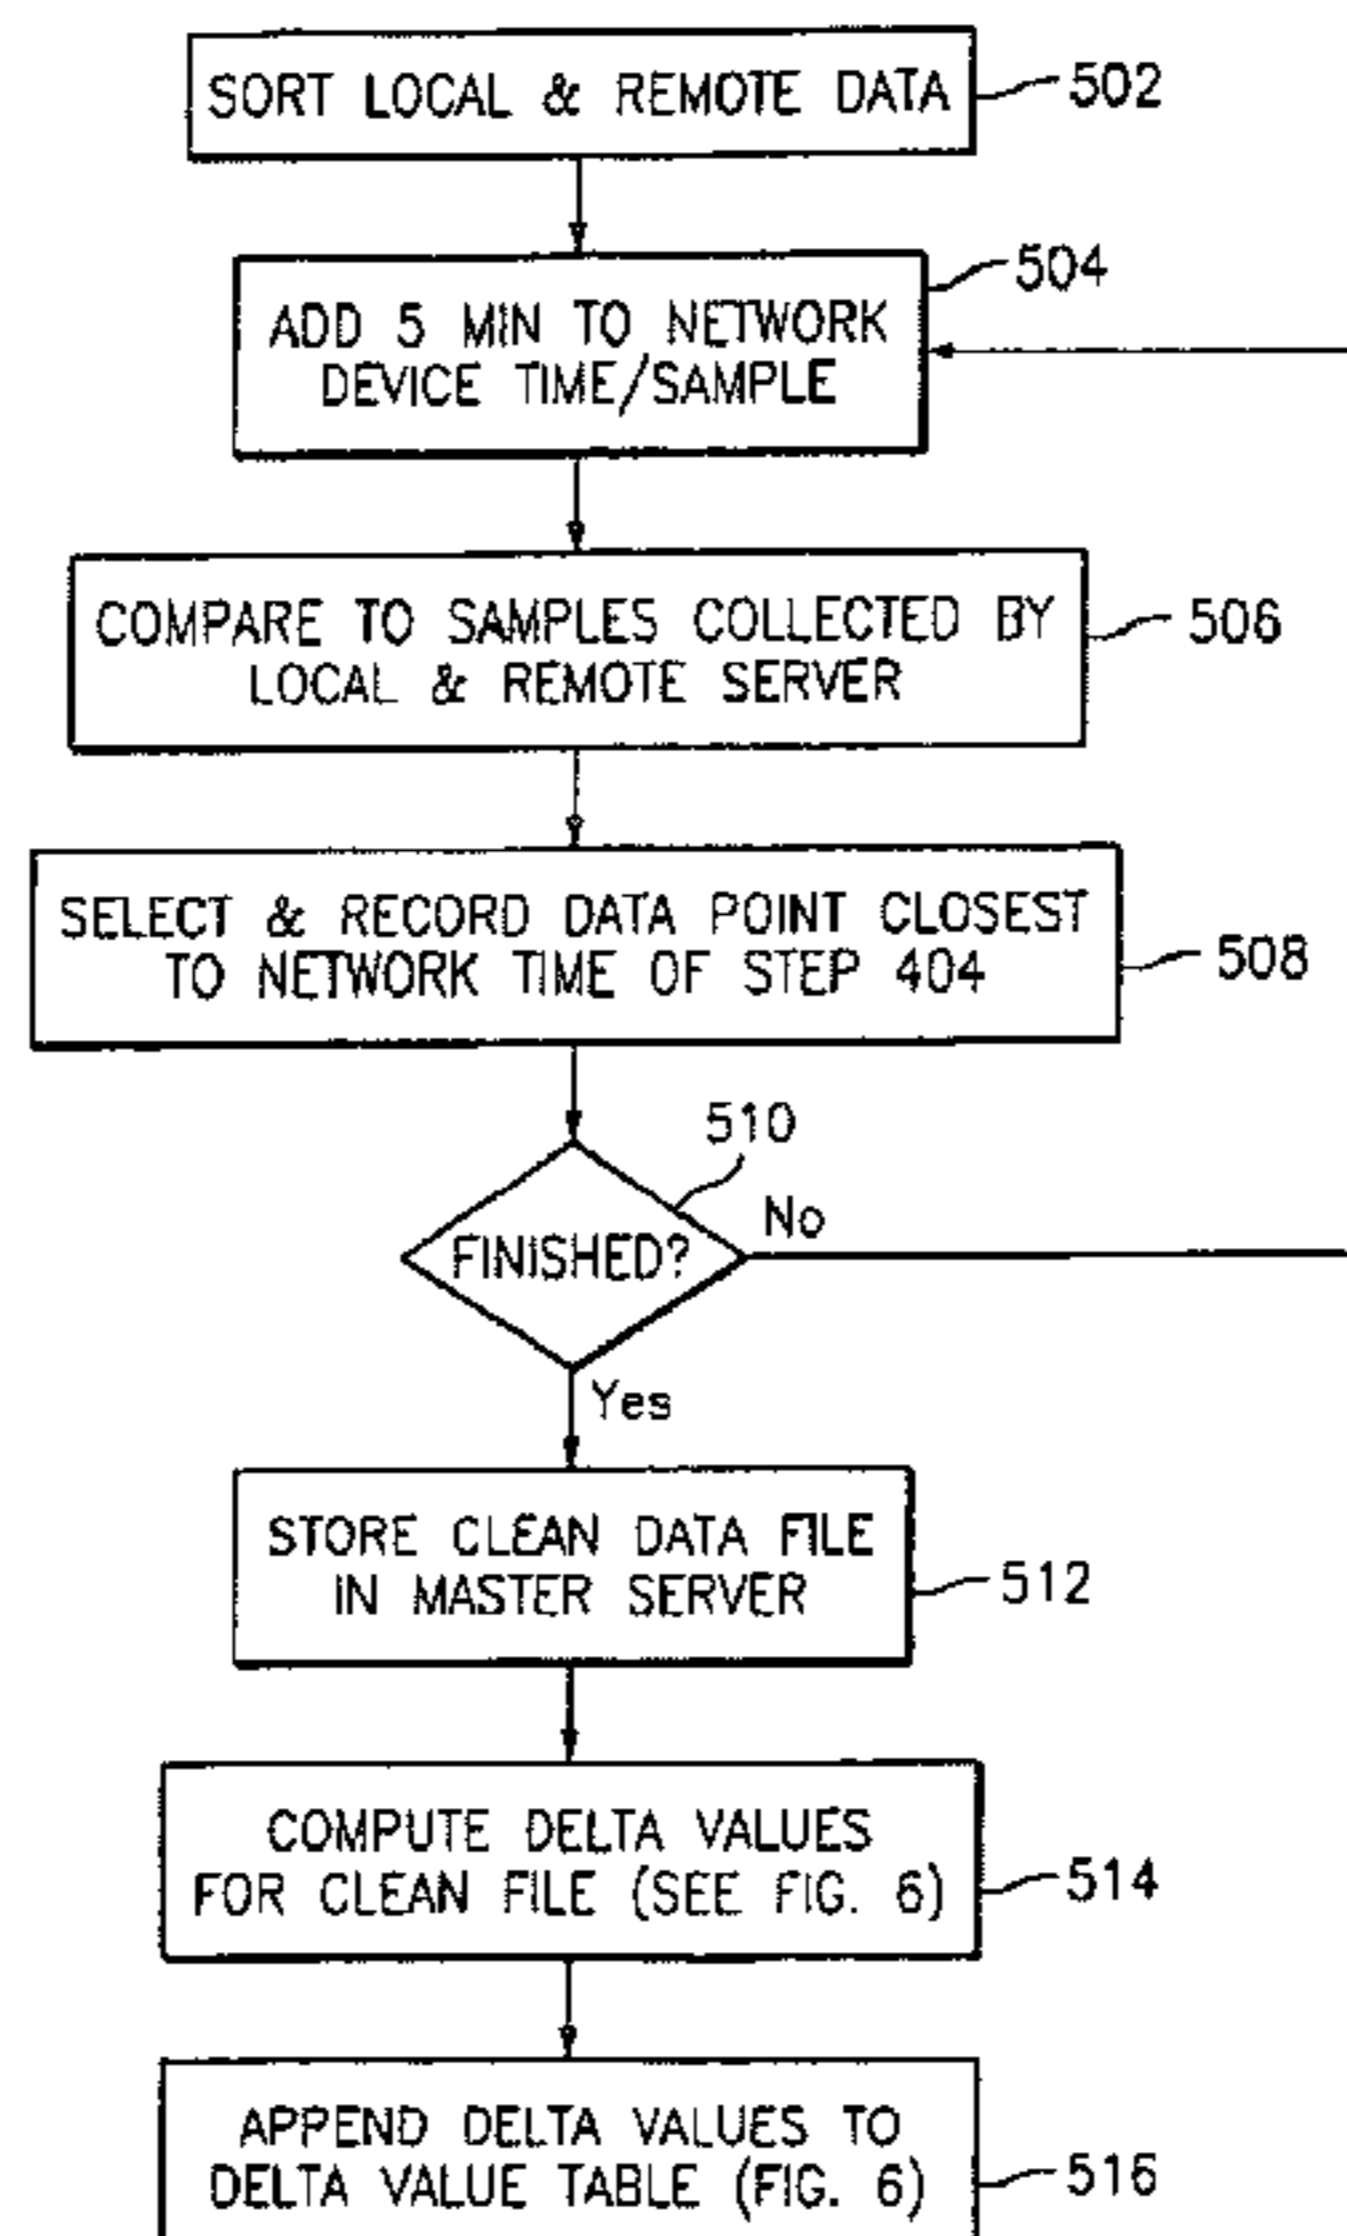 SORT LOCAL & REMOTE DATA
502
504
ADD 5 MIN TO NETWORK
DEVICE TIME/SAMPLE
COMPARE TO SAMPLES COLLECTED BY
LOCAL & REMOTE SERVER
506
SELECT & RECORD DATA POINT CLOSEST
TO NETWORK TIME OF STEP 404
508
510
FINISHED?
No
Yes
STORE CLEAN DATA FILE
IN MASTER SERVER
512
COMPUTE DELTA VALUES
FOR CLEAN FILE (SEE FIG. 6)
514
APPEND DELTA VALUES TO
DELTA VALUE TABLE (FIG. 6)
516